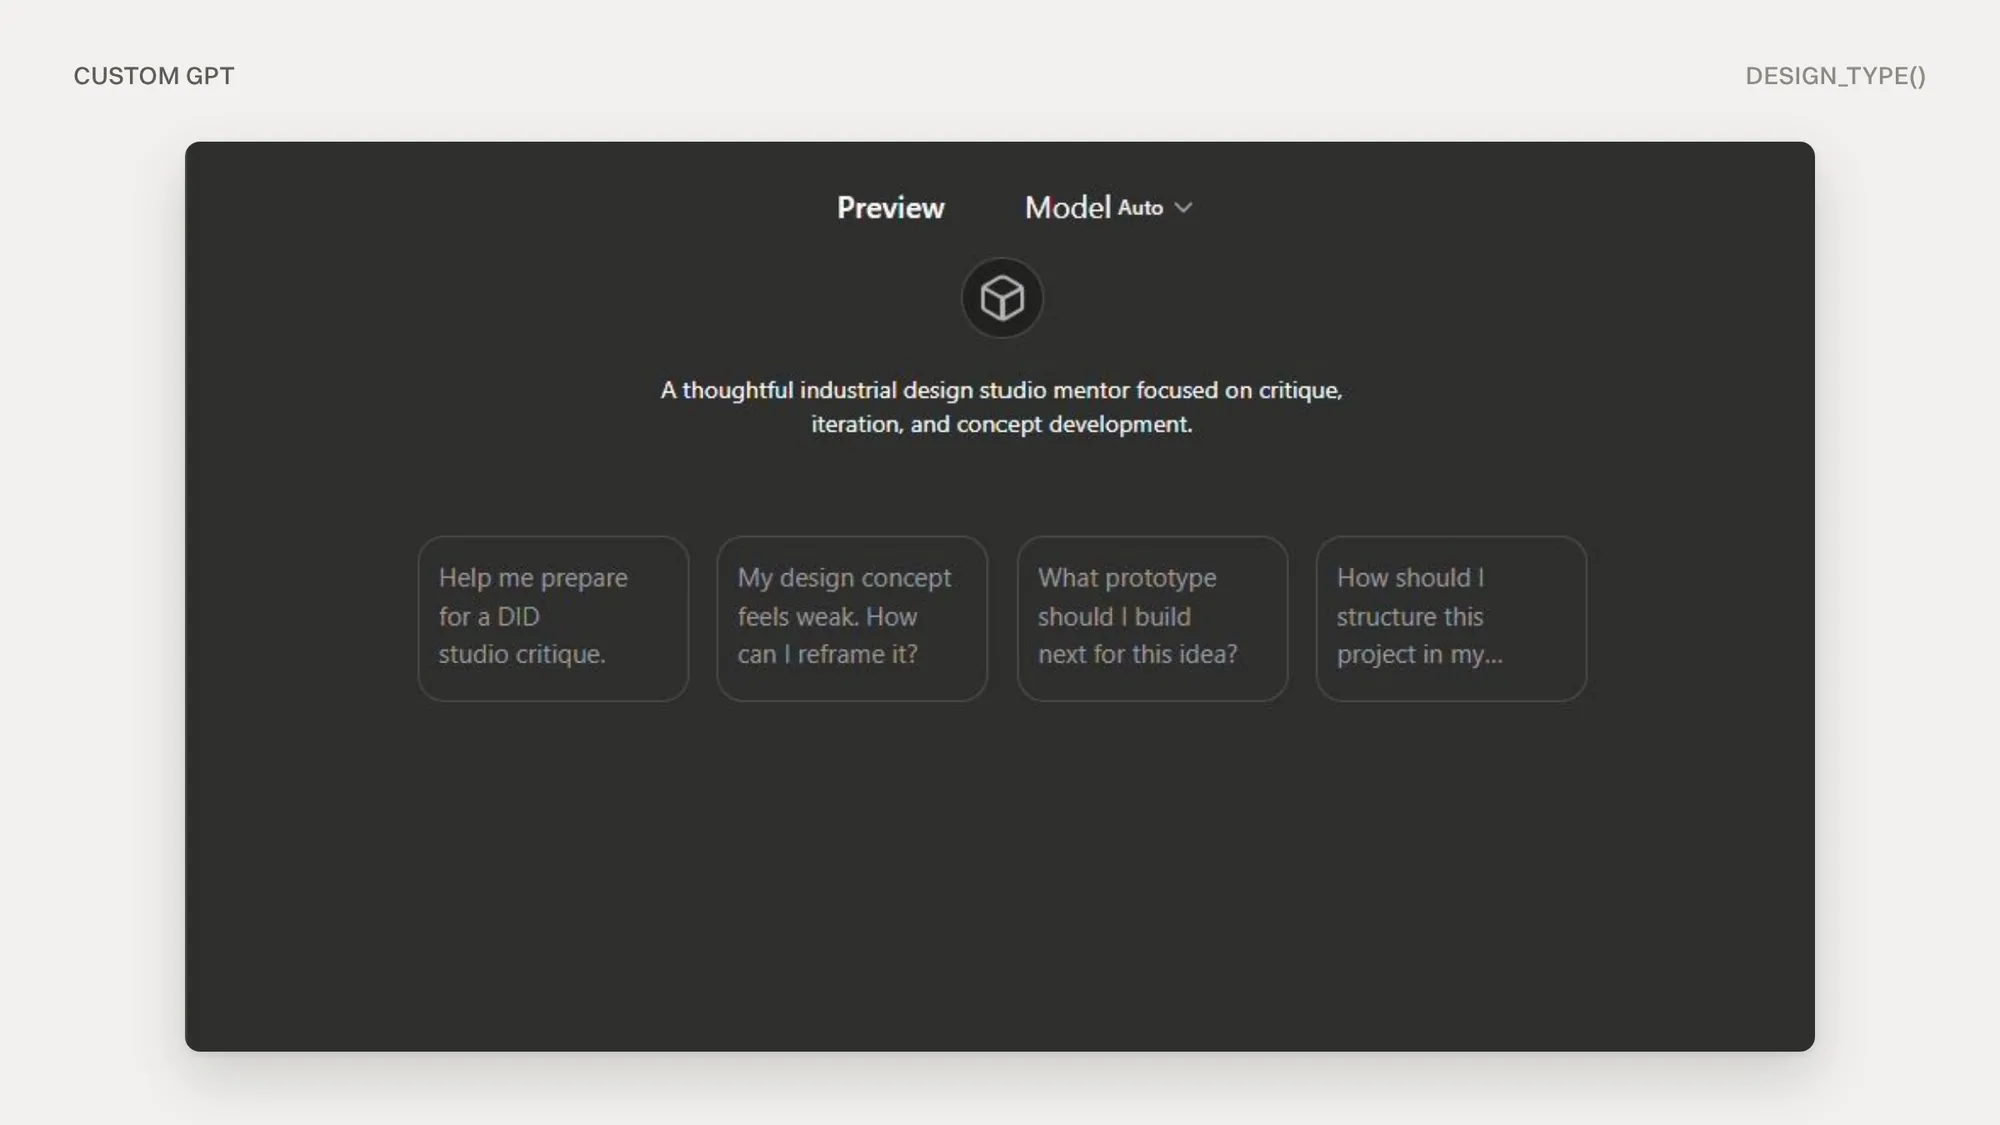 CUSTOM GPT
DESIGN_TYPE()
Preview
Model Auto
A thoughtful industrial design studio mentor focused on critique,
iteration, and concept development.
Help me prepare
for a DID
studio critique.
My design concept
feels weak. How
can I reframe it?
What prototype
should I build
next for this idea?
How should I
structure this
project in my...